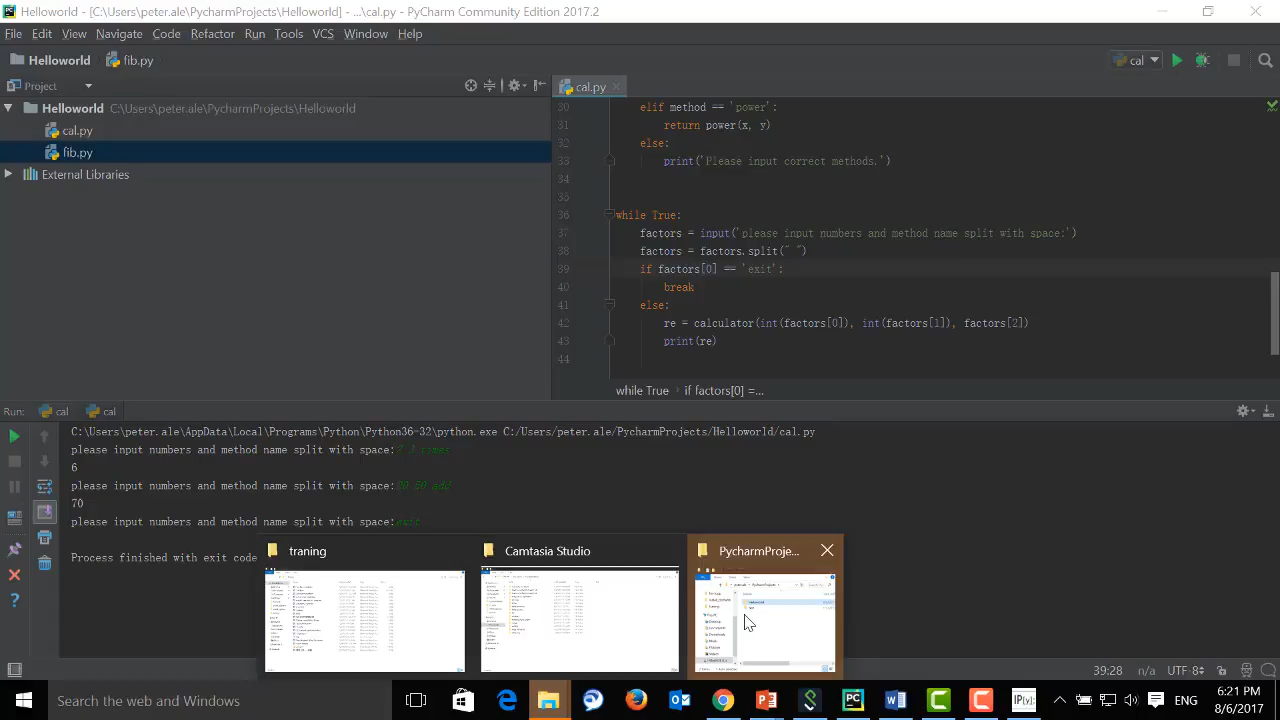 Helloworld - [C:\Users\peter.ale\PycharmProjects\Helloworld] - ...\cal.py - PyCharm Community Edition 2017.2
File Edit View Navigate Code Refactor Run Tools VCS Window Help
Helloworld fib.py cal
Project cal.py
Helloworld C:\Users\peter.ale\PycharmProjects\Helloworld
cal.py
fib.py
External Libraries
30 elif method == 'power':
31 return power(x, y)
32 else:
33 print('Please input correct methods.')
34
35
36 while True:
37 factors = input('please input numbers and method name split with space:')
38 factors = factors.split(" ")
39 if factors[0] == 'exit':
40 break
41 else:
42 re = calculator(int(factors[0]), int(factors[1]), factors[2])
43 print(re)
44
while True if factors[0] =...
Run: cal cal
C:\Users\peter.ale\AppData\Local\Programs\Python\Python36-32\python.exe C:/Users/peter.ale/PycharmProjects/Helloworld/cal.py
please input numbers and method name split with space:
6
please input numbers and method name split with space:
70
please input numbers and method name split with space:exit
Process finished with exit code
traning Camtasia Studio PycharmProje...
39:28 n/a UTF-8
rch the web and Windows
ENG
6:21 PM
8/6/2017